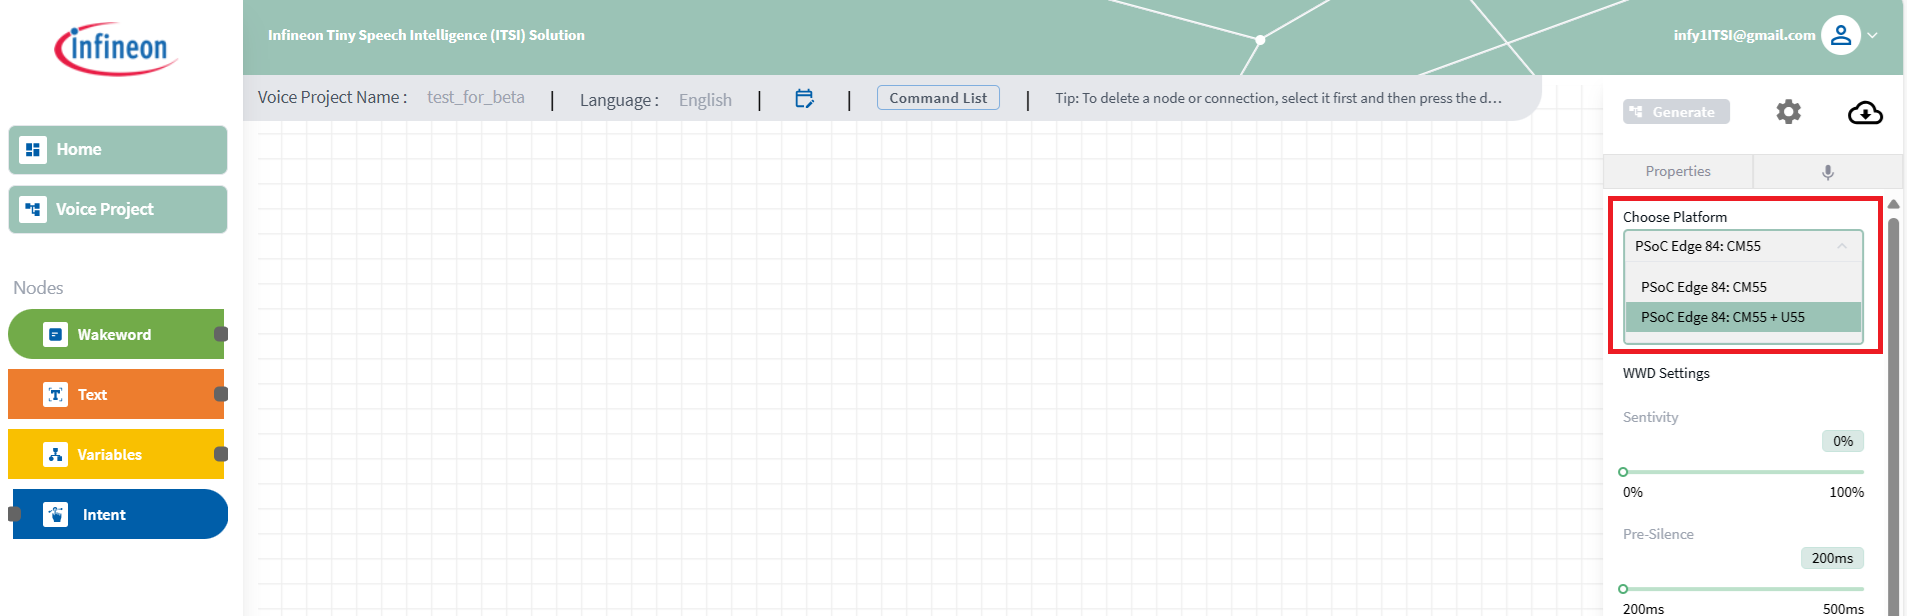 infineon
Infineon Tiny Speech Intelligence (ITSI) Solution
infy1ITSI@gmail.com
Voice Project Name :
test_for_beta
Language :
English
Command List
Tip: To delete a node or connection, select it first and then press the d...
Generate
Home
Voice Project
Nodes
Wakeword
Text
Variables
Intent
Properties
Choose Platform
PSoC Edge 84: CM55
PSoC Edge 84: CM55
PSoC Edge 84: CM55 + U55
WWD Settings
Sentivity
0%
0%
100%
Pre-Silence
200ms
200ms
500ms